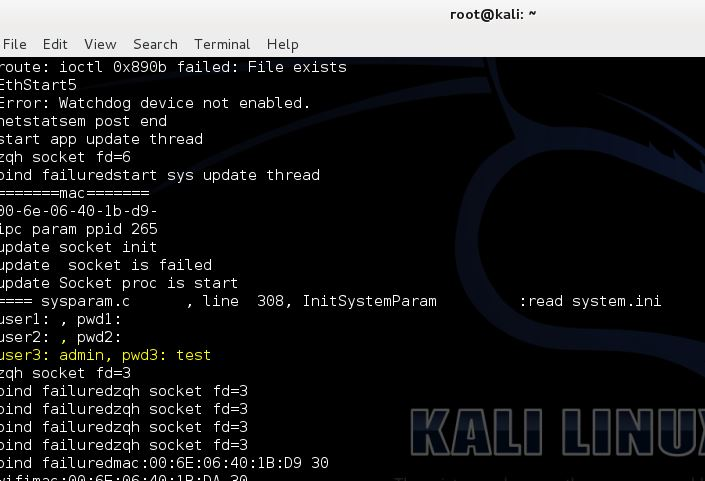 root@kali: ~
File Edit View Search Terminal Help
route: ioctl 0x890b failed: File exists
EthStart5
Error: Watchdog device not enabled.
netstatsem post end
start app update thread
zqh socket fd=6
bind failuredstart sys update thread
=======mac=======
00-6e-06-40-1b-d9-
ipc param ppid 265
update socket init
update  socket is failed
update Socket proc is start
==== sysparam.c      , line  308, InitSystemParam         :read system.ini
user1: , pwd1:
user2: , pwd2:
user3: admin, pwd3: test
zqh socket fd=3
bind failuredzqh socket fd=3
bind failuredzqh socket fd=3
bind failuredzqh socket fd=3
bind failuredzqh socket fd=3
bind failuredmac:00:6E:06:40:1B:D9 30
wifimac:00:6E:06:40:1B:DA 30
KALI LINUX